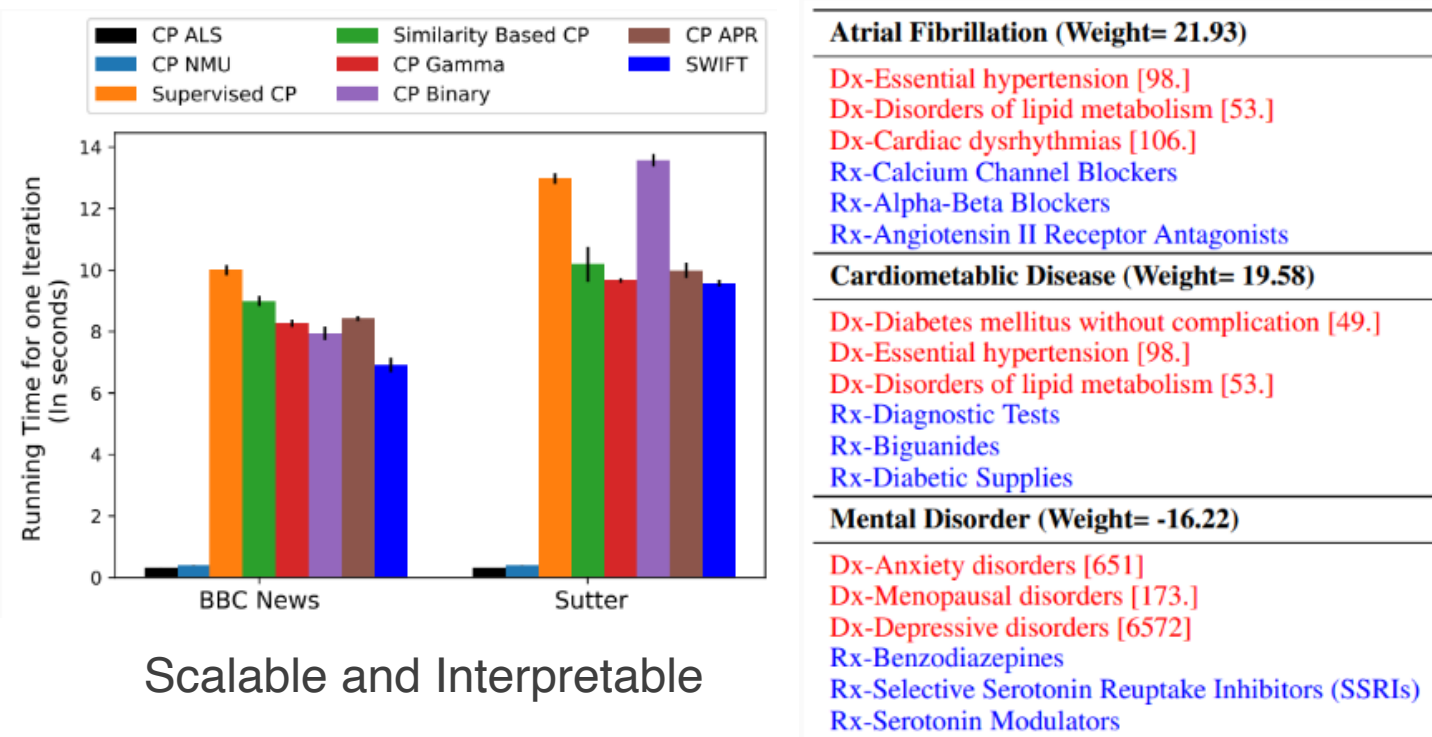 CP ALS
CP NMU
Supervised CP
Similarity Based CP
CP Gamma
CP Binary
CP APR
SWIFT
Running Time for one Iteration
(In seconds)
14
12
10
8
6
4
2
0
BBC News
Sutter
Scalable and Interpretable
Atrial Fibrillation (Weight= 21.93)
Dx-Essential hypertension [98.]
Dx-Disorders of lipid metabolism [53.]
Dx-Cardiac dysrhythmias [106.]
Rx-Calcium Channel Blockers
Rx-Alpha-Beta Blockers
Rx-Angiotensin II Receptor Antagonists
Cardiometablic Disease (Weight= 19.58)
Dx-Diabetes mellitus without complication [49.]
Dx-Essential hypertension [98.]
Dx-Disorders of lipid metabolism [53.]
Rx-Diagnostic Tests
Rx-Biguanides
Rx-Diabetic Supplies
Mental Disorder (Weight= -16.22)
Dx-Anxiety disorders [651]
Dx-Menopausal disorders [173.]
Dx-Depressive disorders [6572]
Rx-Benzodiazepines
Rx-Selective Serotonin Reuptake Inhibitors (SSRIs)
Rx-Serotonin Modulators